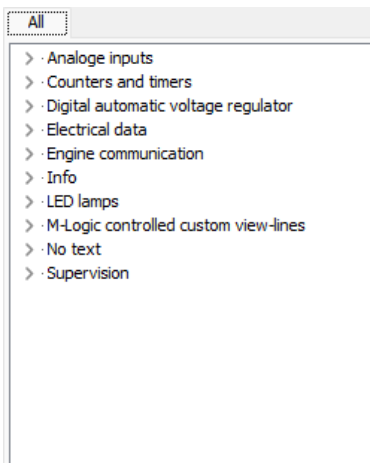 All
Analoge inputs
Counters and timers
Digital automatic voltage regulator
Electrical data
Engine communication
Info
LED lamps
M-Logic controlled custom view-lines
No text
Supervision